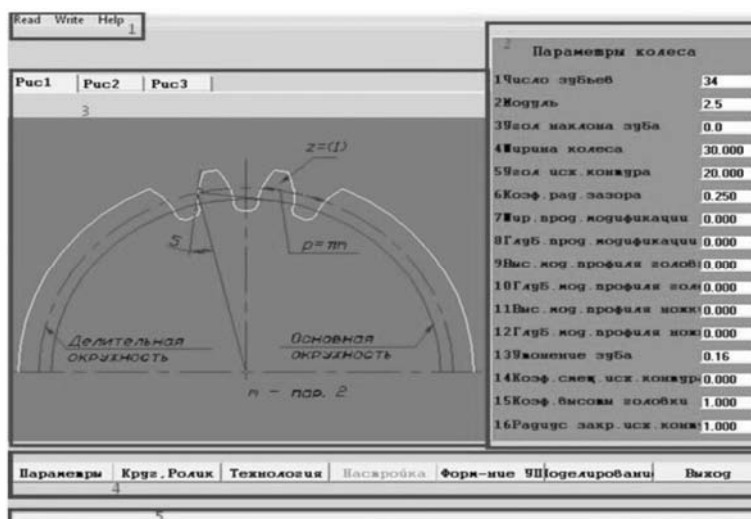 Read Write Help
1
2 Параметры колеса
Рис1 Рис2 Рис3
3
1Число зубьев 34
2Модуль 2.5
3Угол наклона зуба 0.0
4Ширина колеса 30.000
5Угол исх.контура 20.000
6Коэф.рад.зазора 0.250
7Шир.прод.модификации 0.000
8Глуб.прод.модификации 0.000
9Выс.мод.профиля голов 0.000
10Глуб.мод.профиля гол 0.000
11Выс.мод.профиля ножк 0.000
12Глуб.мод.профиля нож 0.000
13Утонение зуба 0.16
14Коэф.смещ.исх.контур 0.000
15Коэф.высоты головки 1.000
16Радиус закр.исх.конт 1.000
z=(1)
5
p=πm
Делительная
окружность
Основная
окружность
m - пар. 2
Параметры Круг,Ролик Технология Настройка Форм-ние УП Моделировани Выход
4
5